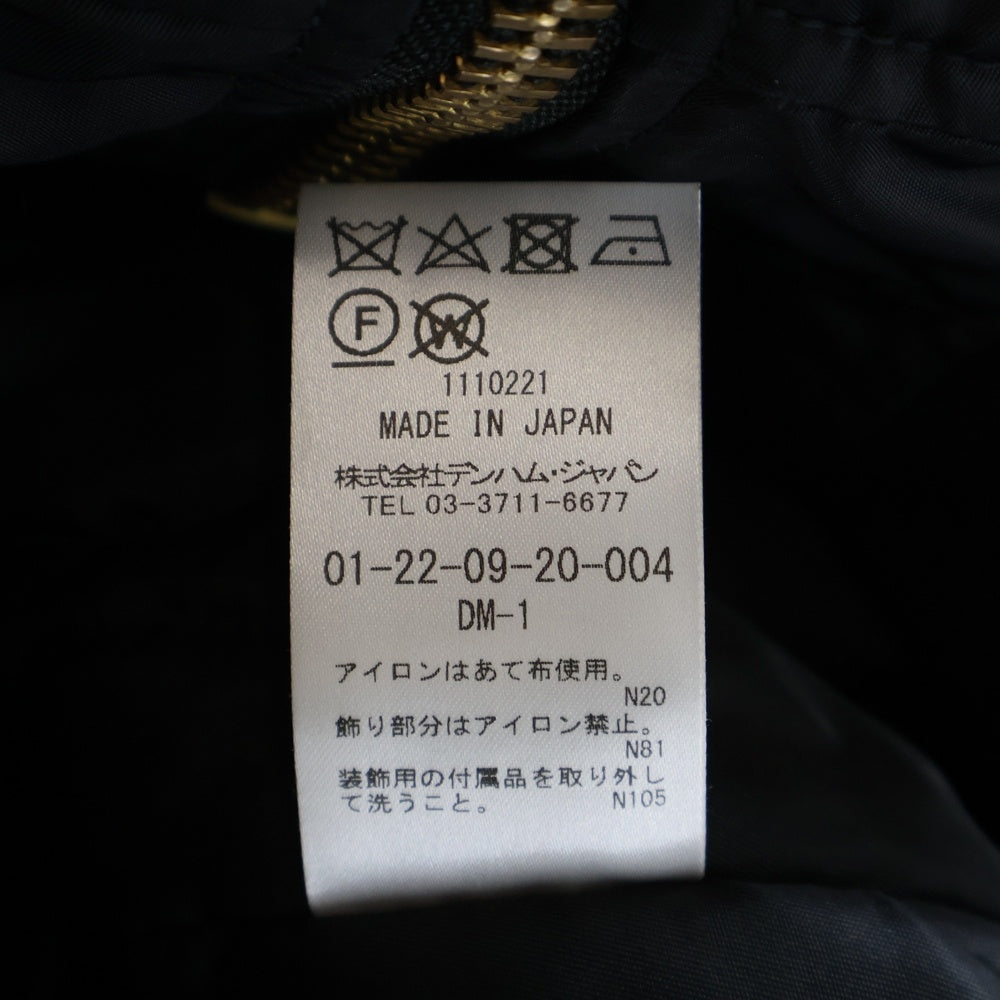 F W
1110221
MADE IN JAPAN
株式会社デンハム・ジャパン
TEL 03-3711-6677
01-22-09-20-004
DM-1
アイロンはあて布使用。
N20
飾り部分はアイロン禁止。
N81
装飾用の付属品を取り外し
て洗うこと。 N105